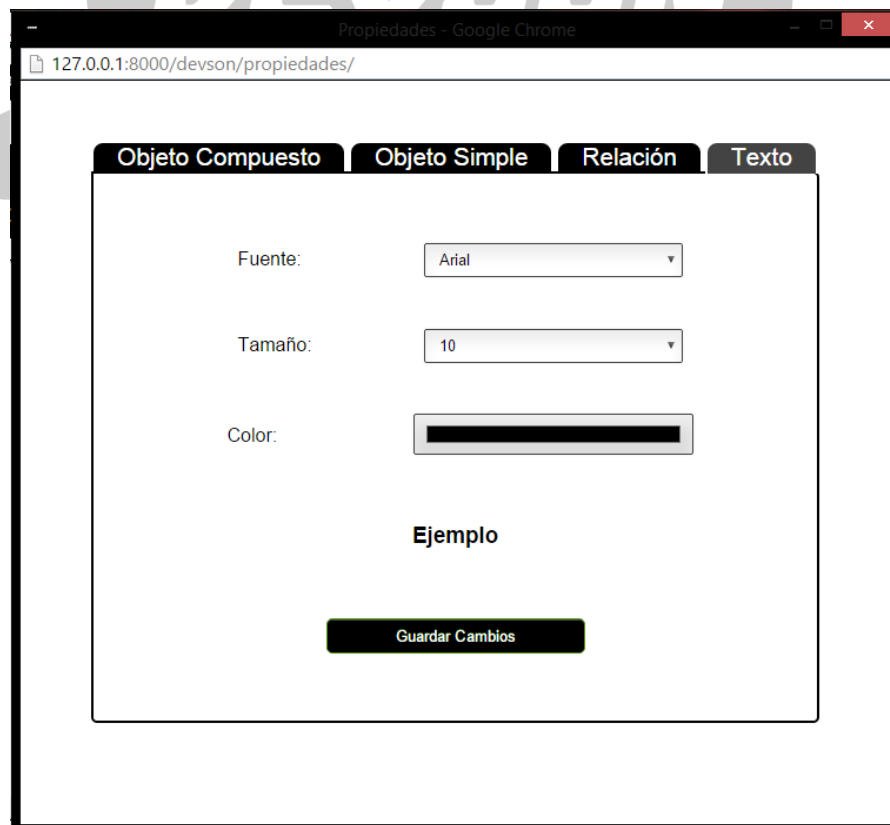 Propiedades - Google Chrome
127.0.0.1:8000/devson/propiedades/
Objeto Compuesto Objeto Simple Relación Texto
Fuente: Arial
Tamaño: 10
Color:
Ejemplo
Guardar Cambios